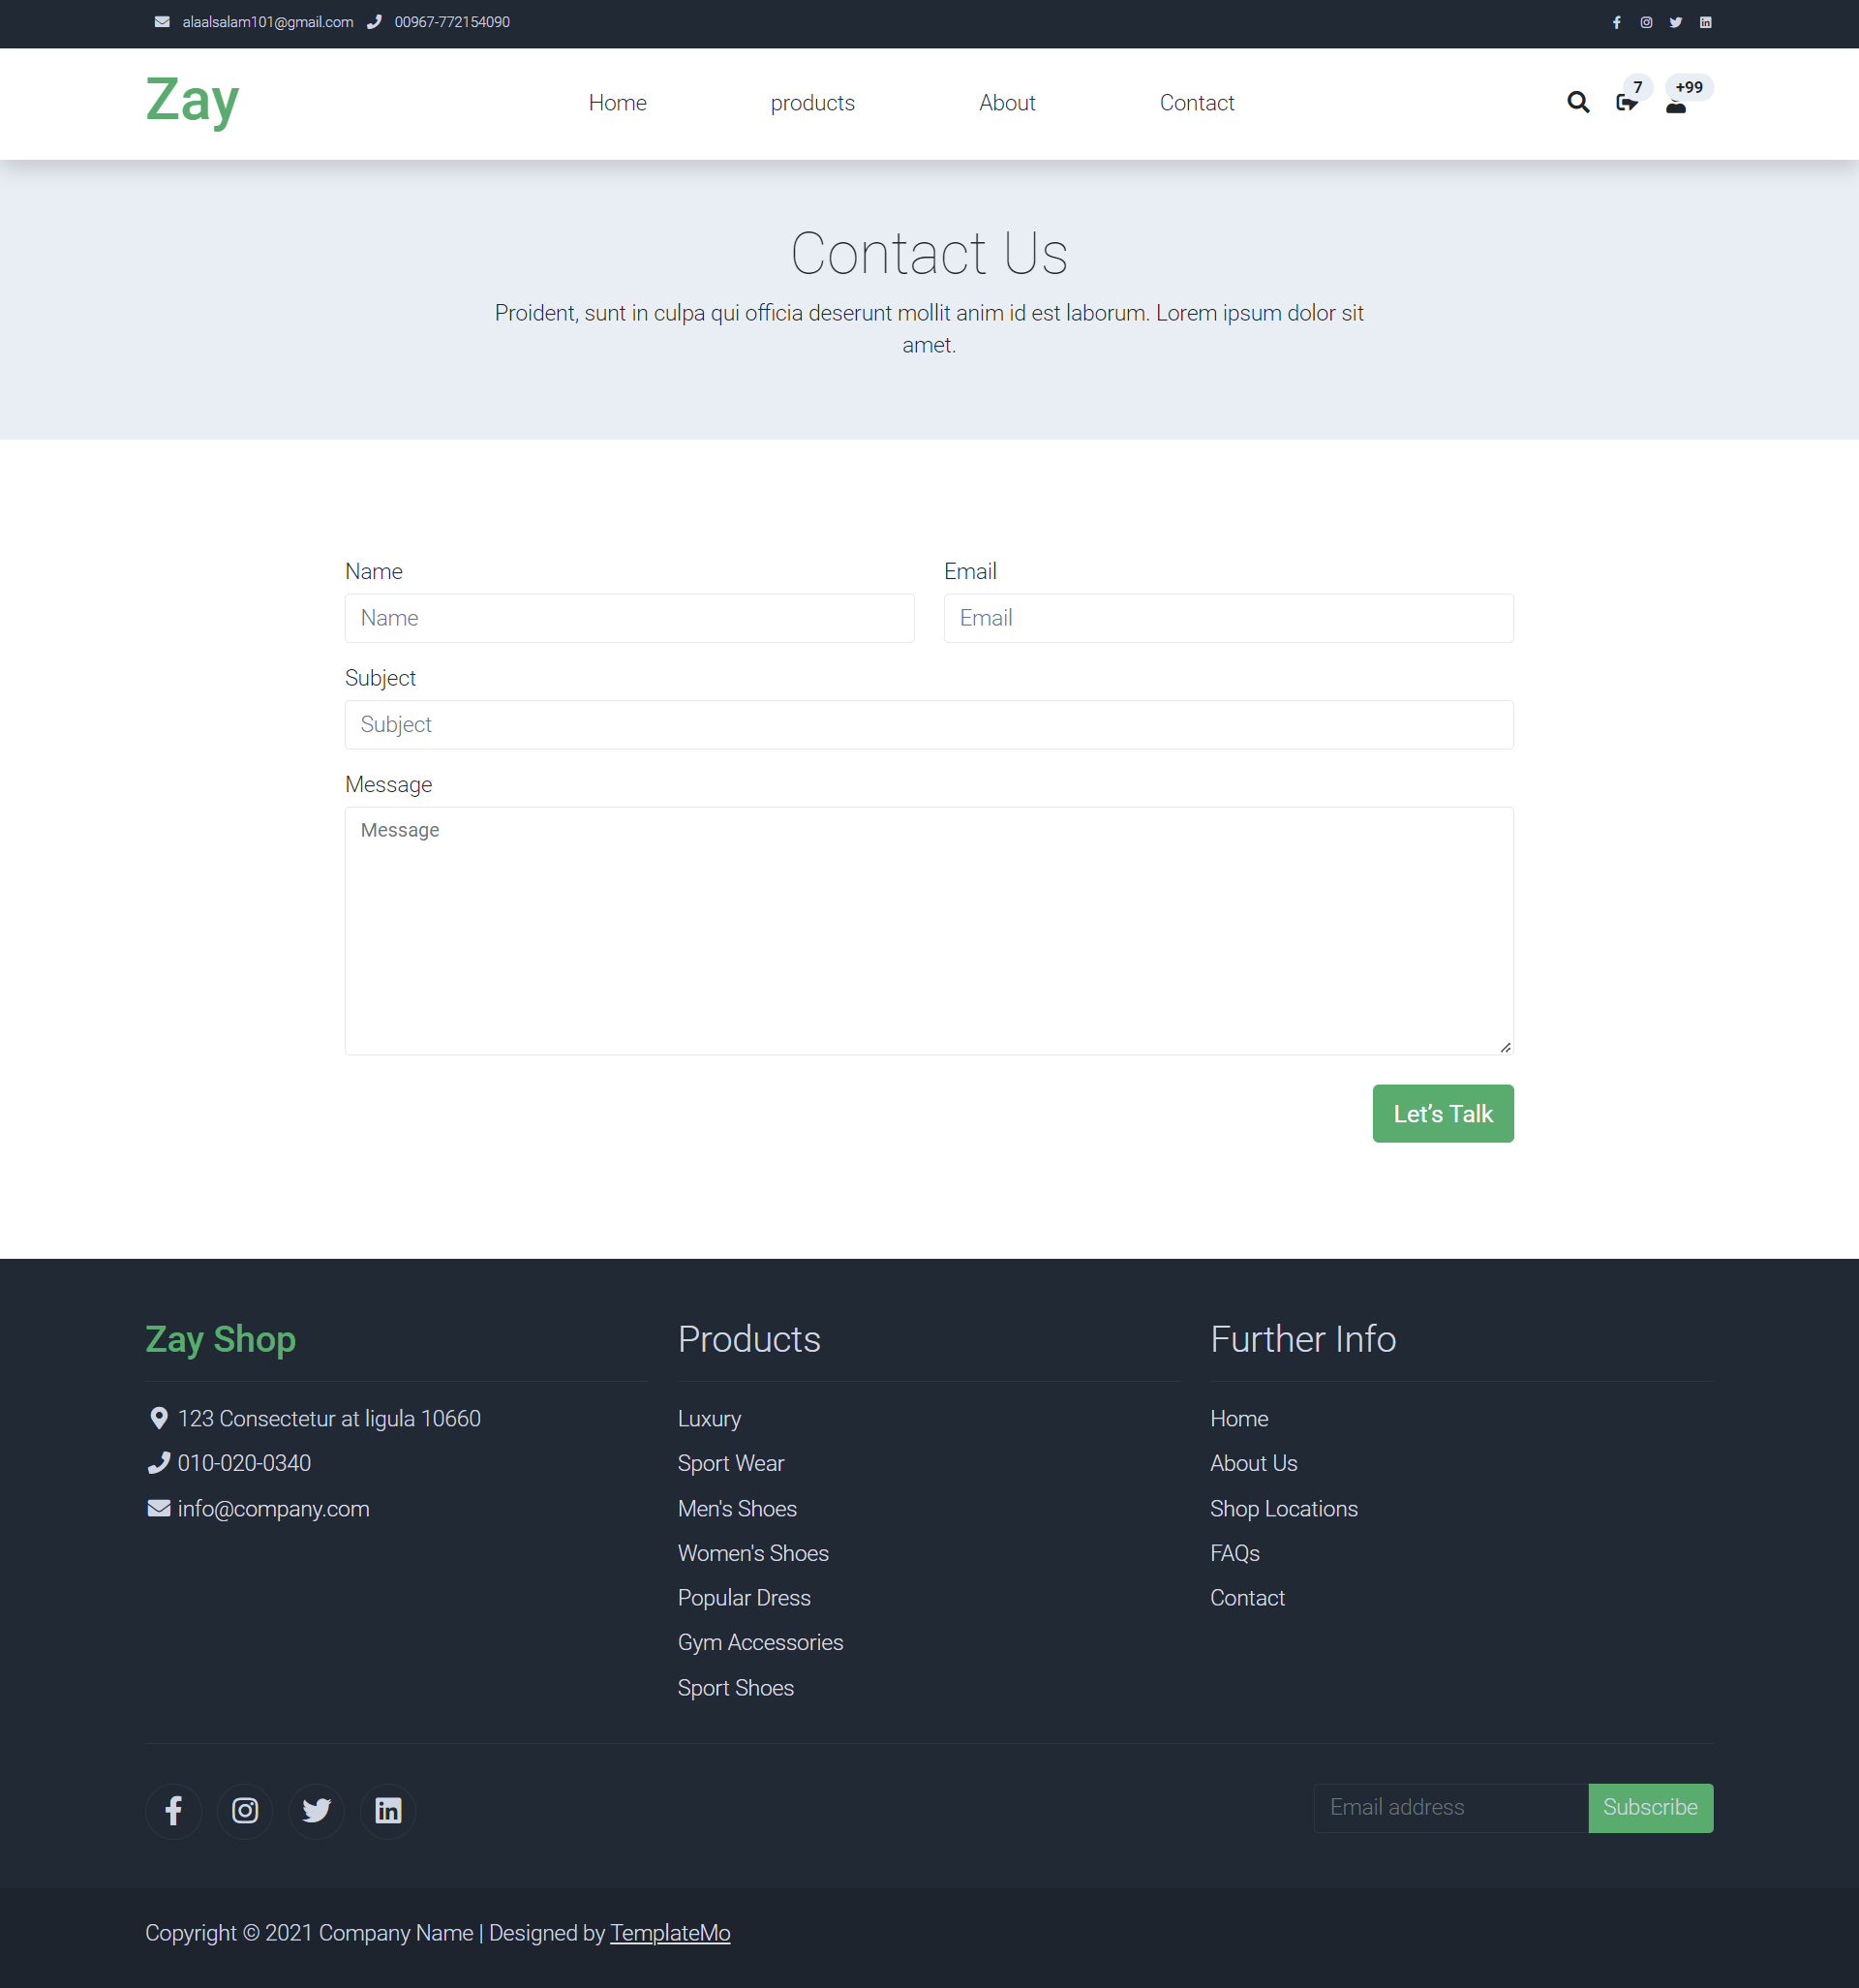 alaalsalam101@gmail.com 00967-772154090
Zay
Home products About Contact
7 +99
Contact Us
Proident, sunt in culpa qui officia deserunt mollit anim id est laborum. Lorem ipsum dolor sit
amet.
Name Email
Name Email
Subject
Subject
Message
Message
Let’s Talk
Zay Shop
123 Consectetur at ligula 10660
010-020-0340
info@company.com
Products
Luxury
Sport Wear
Men's Shoes
Women's Shoes
Popular Dress
Gym Accessories
Sport Shoes
Further Info
Home
About Us
Shop Locations
FAQs
Contact
Email address Subscribe
Copyright © 2021 Company Name | Designed by TemplateMo